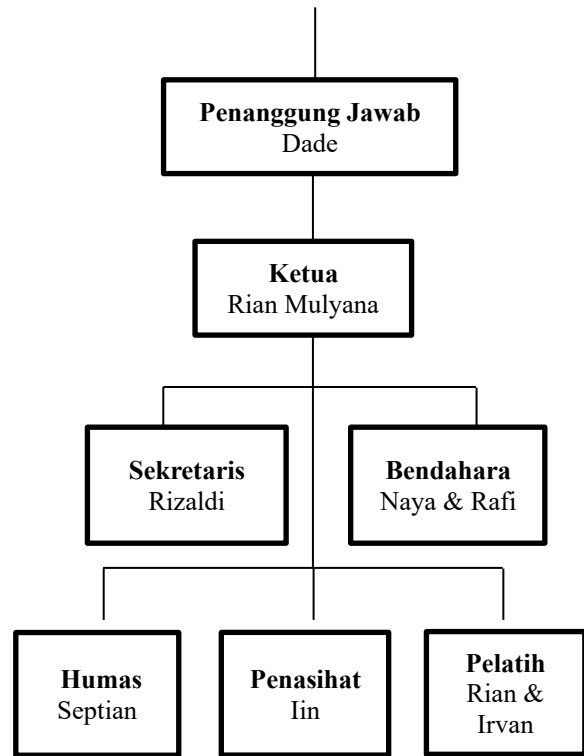 Penanggung Jawab
Dade
Ketua
Rian Mulyana
Sekretaris
Rizaldi
Bendahara
Naya & Rafi
Humas
Septian
Penasihat
Iin
Pelatih
Rian &
Irvan